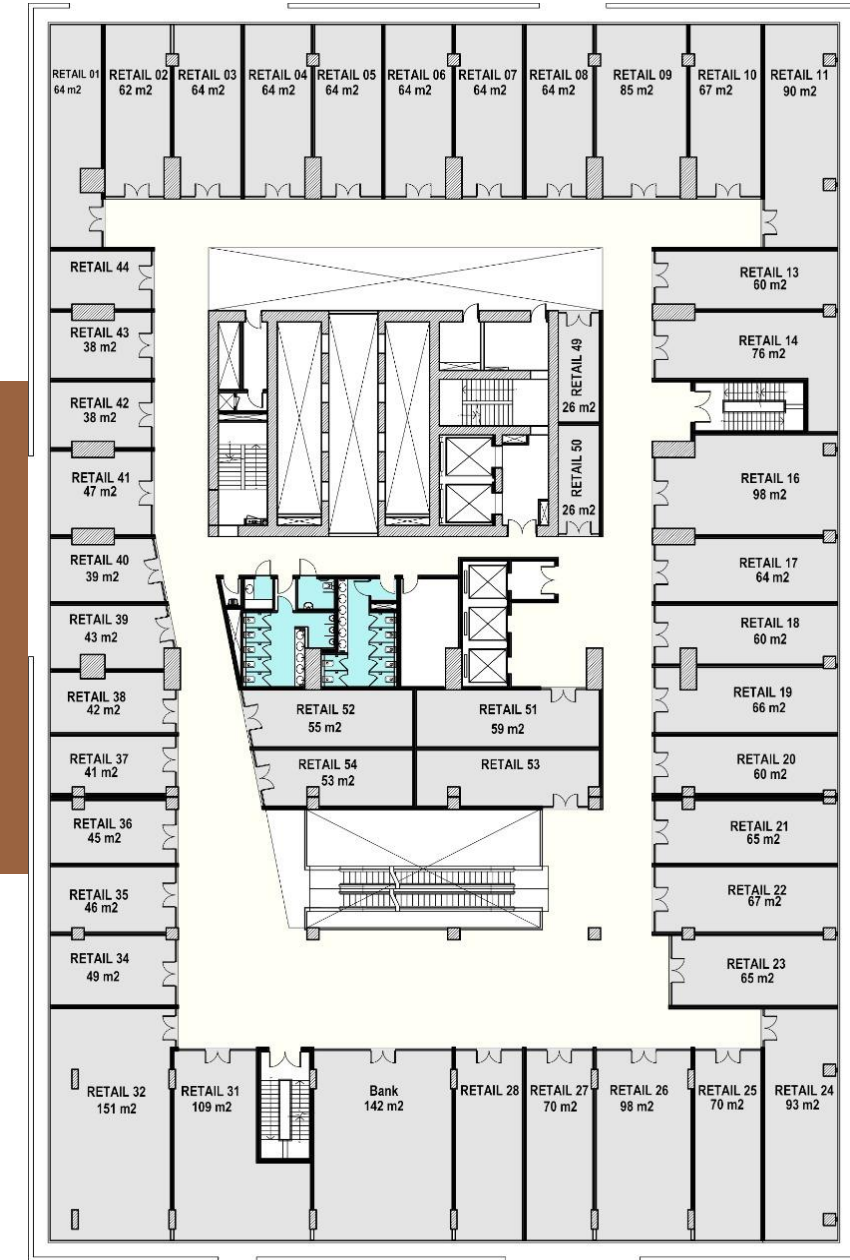 RETAIL 01
64 m2
RETAIL 02
62 m2
RETAIL 03
64 m2
RETAIL 04
64 m2
RETAIL 05
64 m2
RETAIL 06
64 m2
RETAIL 07
64 m2
RETAIL 08
64 m2
RETAIL 09
85 m2
RETAIL 10
67 m2
RETAIL 11
90 m2
RETAIL 44
RETAIL 43
38 m2
RETAIL 42
38 m2
RETAIL 41
47 m2
RETAIL 40
39 m2
RETAIL 39
43 m2
RETAIL 38
42 m2
RETAIL 37
41 m2
RETAIL 36
45 m2
RETAIL 35
46 m2
RETAIL 34
49 m2
RETAIL 49
26 m2
RETAIL 50
26 m2
RETAIL 52
55 m2
RETAIL 51
59 m2
RETAIL 54
53 m2
RETAIL 53
RETAIL 13
60 m2
RETAIL 14
76 m2
RETAIL 16
98 m2
RETAIL 17
64 m2
RETAIL 18
60 m2
RETAIL 19
66 m2
RETAIL 20
60 m2
RETAIL 21
65 m2
RETAIL 22
67 m2
RETAIL 23
65 m2
RETAIL 32
151 m2
RETAIL 31
109 m2
Bank
142 m2
RETAIL 28
RETAIL 27
70 m2
RETAIL 26
98 m2
RETAIL 25
70 m2
RETAIL 24
93 m2